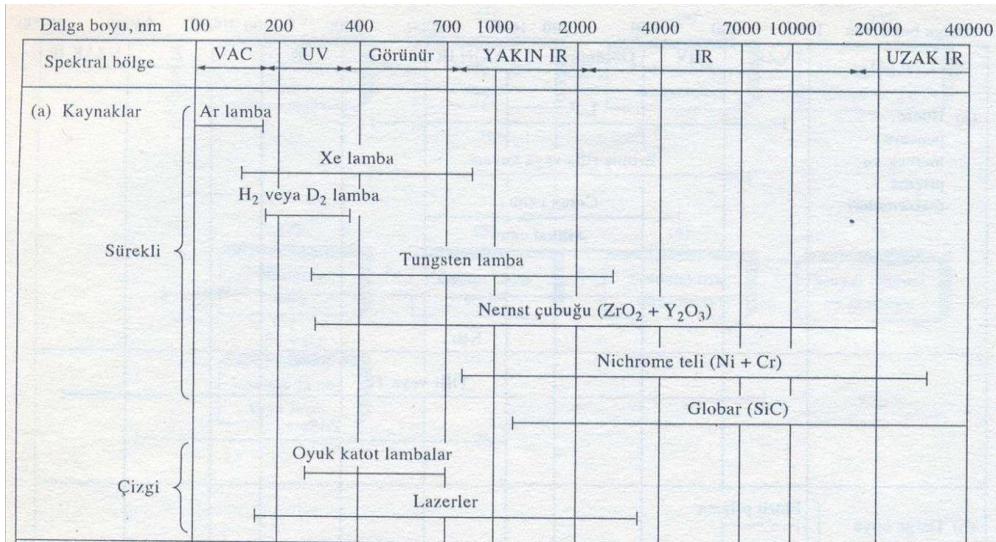 Dalga boyu, nm 100 200 400 700 1000 2000 4000 7000 10000 20000 40000
Spektral bölge VAC UV Görünür YAKIN IR IR UZAK IR
(a) Kaynaklar Ar lamba
Xe lamba
H₂ veya D₂ lamba
Sürekli
Tungsten lamba
Nernst çubuğu (ZrO₂ + Y₂O₃)
Nichrome teli (Ni + Cr)
Globar (SiC)
Oyuk katot lambalar
Çizgi
Lazerler